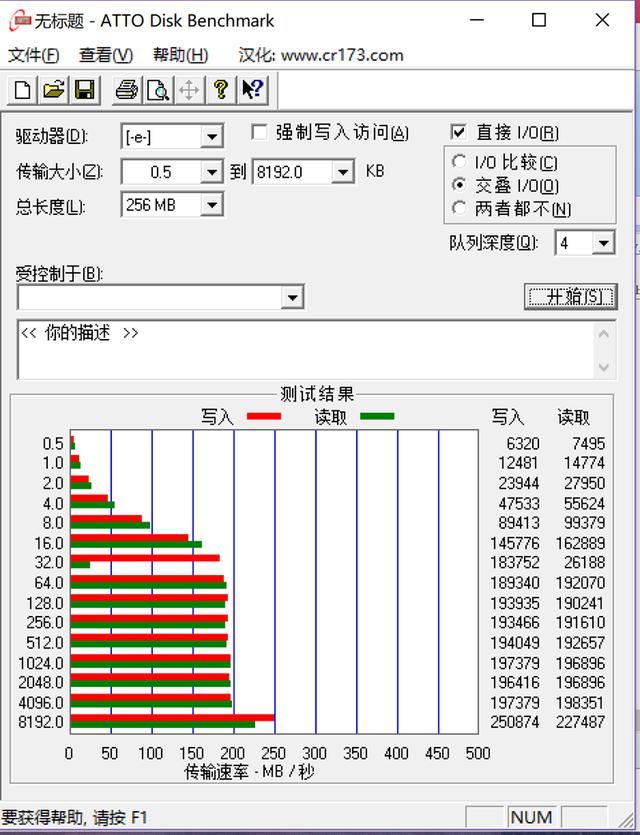 无标题 - ATTO Disk Benchmark
文件(F) 查看(V) 帮助(H) 汉化: www.cr173.com
驱动器(D): [-e-] 强制写入访问(A) 直接 I/O(R)
传输大小(Z): 0.5 到 8192.0 KB
I/O 比较(C)
交叠 I/O(O)
总长度(L): 256 MB
两者都不(N)
队列深度(Q): 4
受控制于(B):
开始(S)
<< 你的描述 >>
测试结果
写入 读取 写入 读取
0.5 6320 7495
1.0 12481 14774
2.0 23944 27950
4.0 47533 55624
8.0 89413 99379
16.0 145776 162889
32.0 183752 26188
64.0 189340 192070
128.0 193935 190241
256.0 193466 191610
512.0 194049 192657
1024.0 197379 196896
2048.0 196416 196896
4096.0 197379 198351
8192.0 250874 227487
0 50 100 150 200 250 300 350 400 450 500
传输速率 - MB / 秒
要获得帮助, 请按 F1 NUM